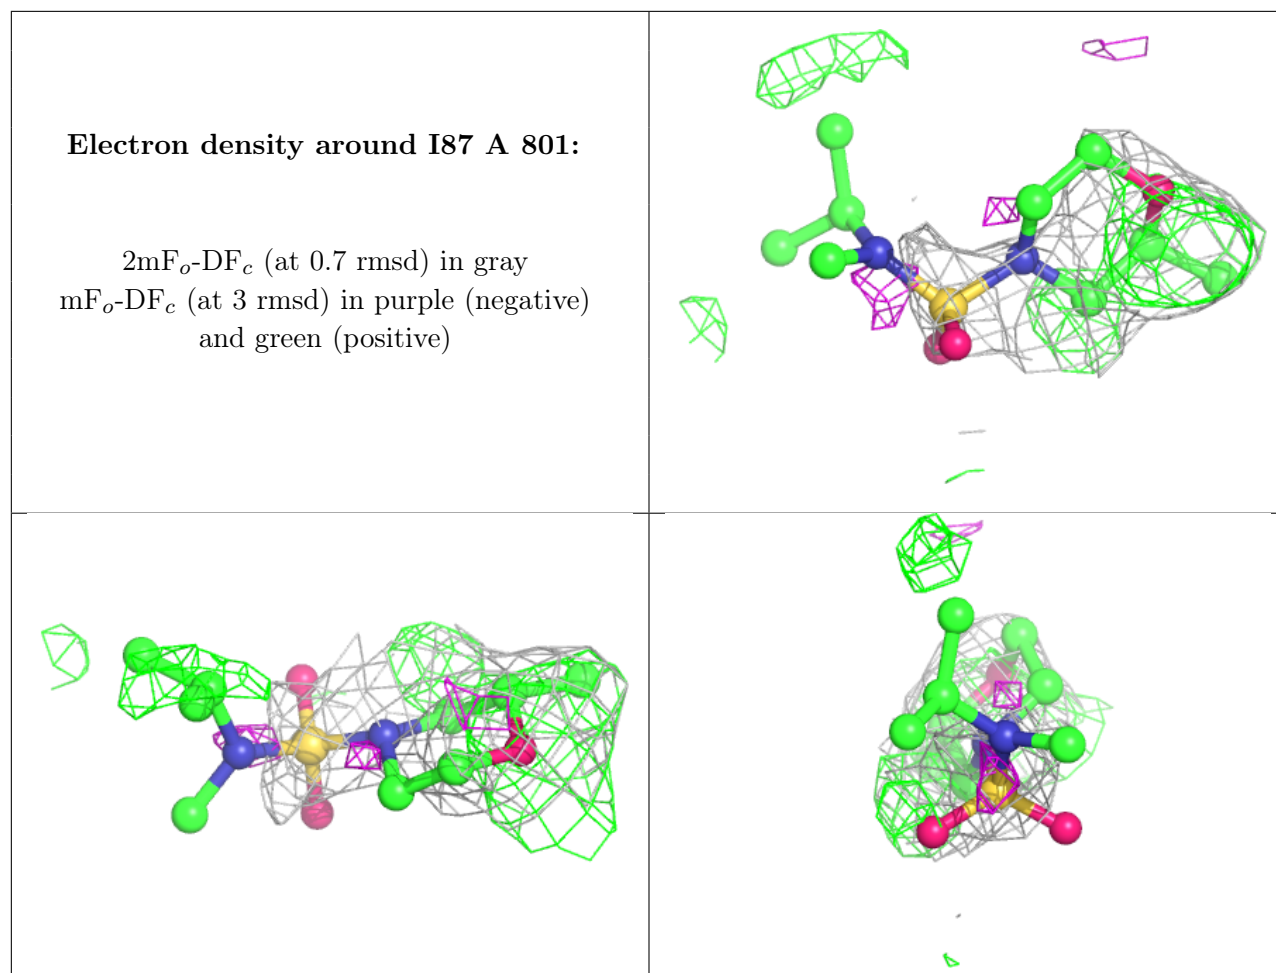 Electron density around I87 A 801:
2mFo-DFc (at 0.7 rmsd) in gray
mFo-DFc (at 3 rmsd) in purple (negative)
and green (positive)